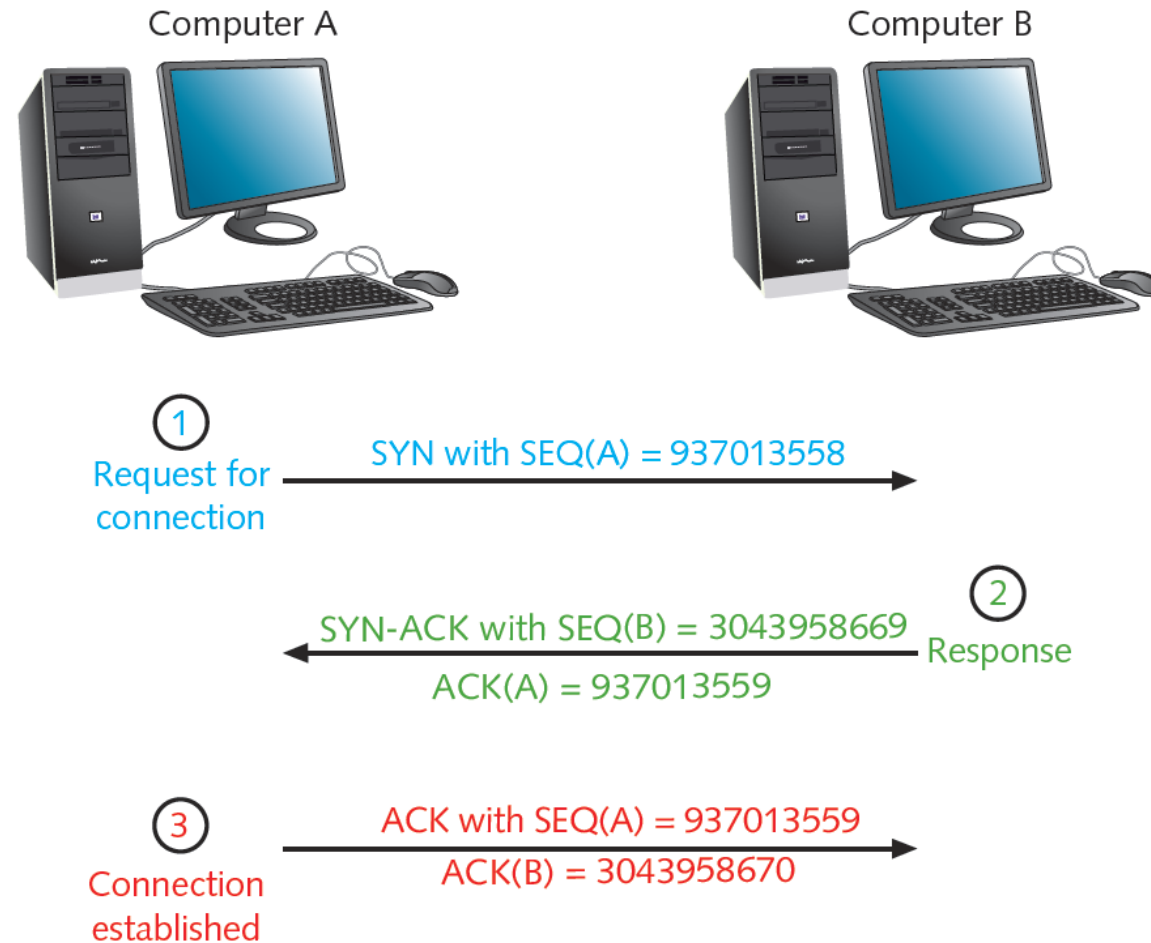 Computer A
Computer B
1
Request for
connection
SYN with SEQ(A) = 937013558
2
Response
SYN-ACK with SEQ(B) = 3043958669
ACK(A) = 937013559
3
Connection
established
ACK with SEQ(A) = 937013559
ACK(B) = 3043958670